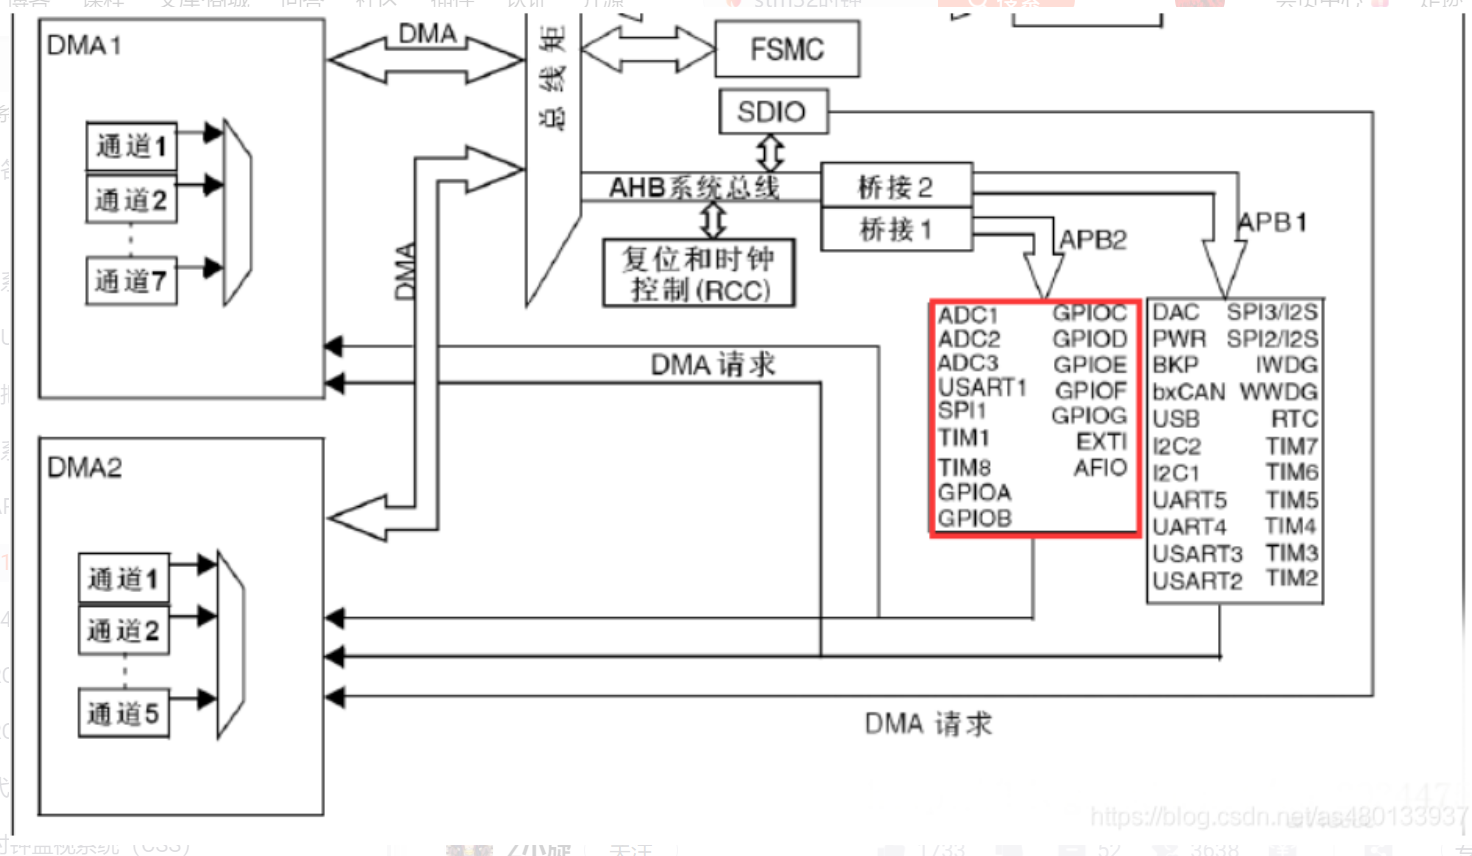 DMA1
DMA
总线矩
FSMC
SDIO
通道1
通道2
通道7
AHB系统总线
桥接2
桥接1
APB2
APB1
DMA
复位和时钟
控制(RCC)
DMA 请求
ADC1 GPIOC
ADC2 GPIOD
ADC3 GPIOE
USART1 GPIOF
SPI1 GPIOG
TIM1 EXTI
TIM8 AFIO
GPIOA
GPIOB
DAC SPI3/I2S
PWR SPI2/I2S
BKP IWDG
bxCAN WWDG
USB RTC
I2C2 TIM7
I2C1 TIM6
UART5 TIM5
UART4 TIM4
USART3 TIM3
USART2 TIM2
DMA2
通道1
通道2
通道5
DMA 请求
https://blog.csdn.net/as480133937